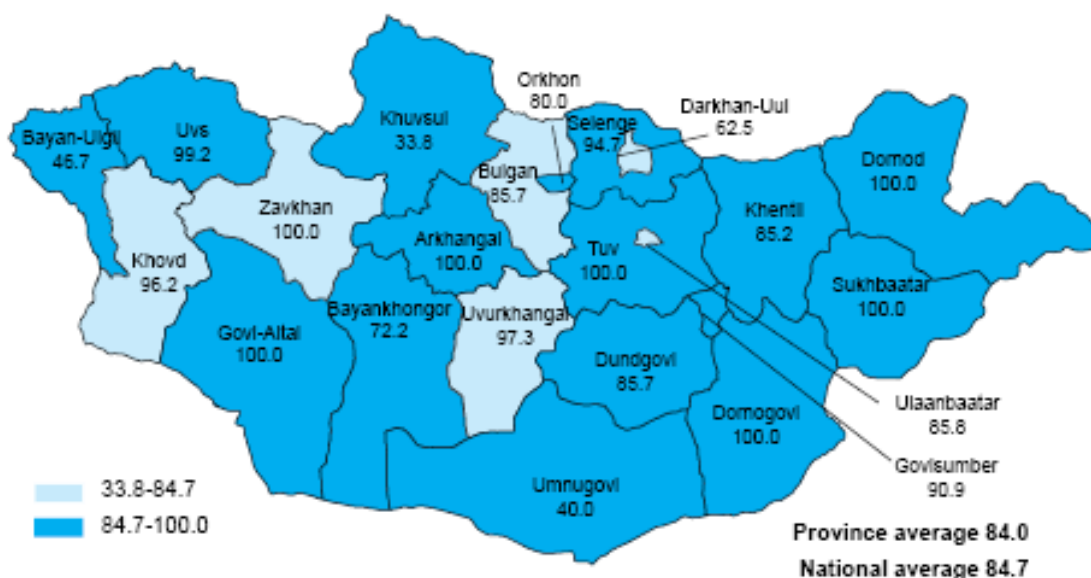 Orkhon
80.0
Darkhan-Uul
62.5
Bayan-Ulgii
46.7
Uvs
99.2
Khuvsul
33.8
Selenge
94.7
Bulgan
85.7
Dornod
100.0
Zavkhan
100.0
Khentii
85.2
Khovd
96.2
Arkhangai
100.0
Tuv
100.0
Sukhbaatar
100.0
Govi-Altai
100.0
Bayankhongor
72.2
Uvurkhangai
97.3
Dundgovi
85.7
Dornogovi
100.0
Ulaanbaatar
85.8
Govisumber
90.9
Umnugovi
40.0
33.8-84.7
84.7-100.0
Province average 84.0
National average 84.7